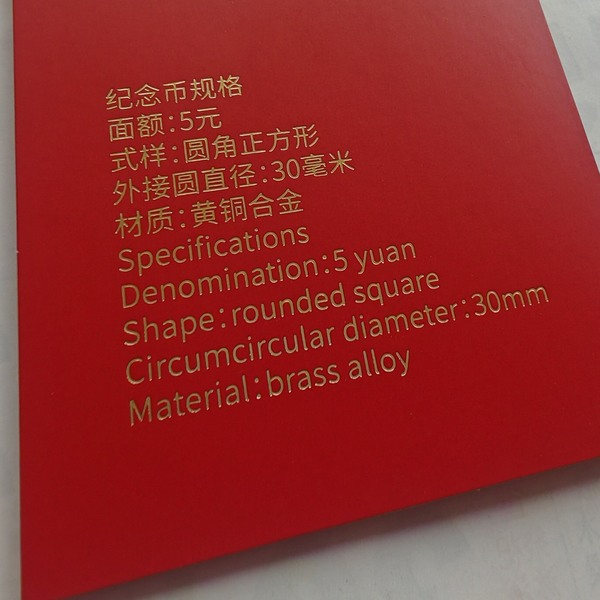 纪念币规格
面额:5元
式样:圆角正方形
外接圆直径:30毫米
材质:黄铜合金
Specifications
Denomination:5 yuan
Shape:rounded square
Circumcircular diameter:30mm
Material:brass alloy